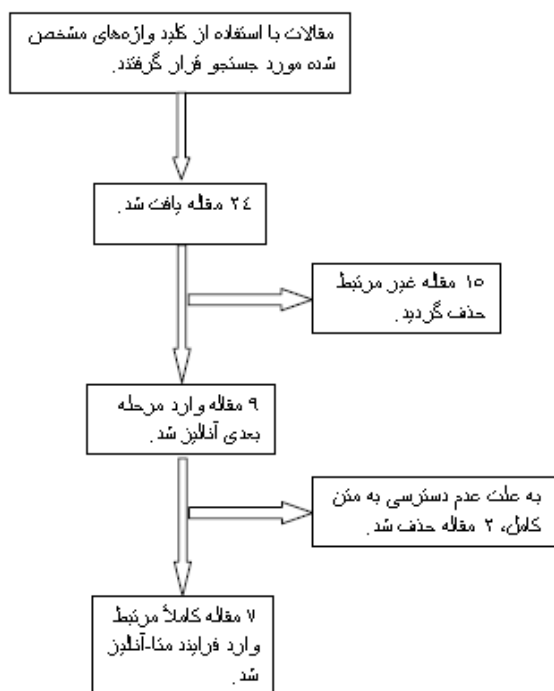 مقالات با استفاده از کلید واژه‌های مشخص
شده مورد جستجو قرار گرفتند.
۲۴ مقاله یافت شد.
۱۵ مقاله غیر مرتبط
حذف گردید.
۹ مقاله وارد مرحله
بعدی آنالیز شد.
به علت عدم دسترسی به متن
کامل، ۲ مقاله حذف شد.
۷ مقاله کاملاً مرتبط
وارد فرایند متا-آنالیز
شد.